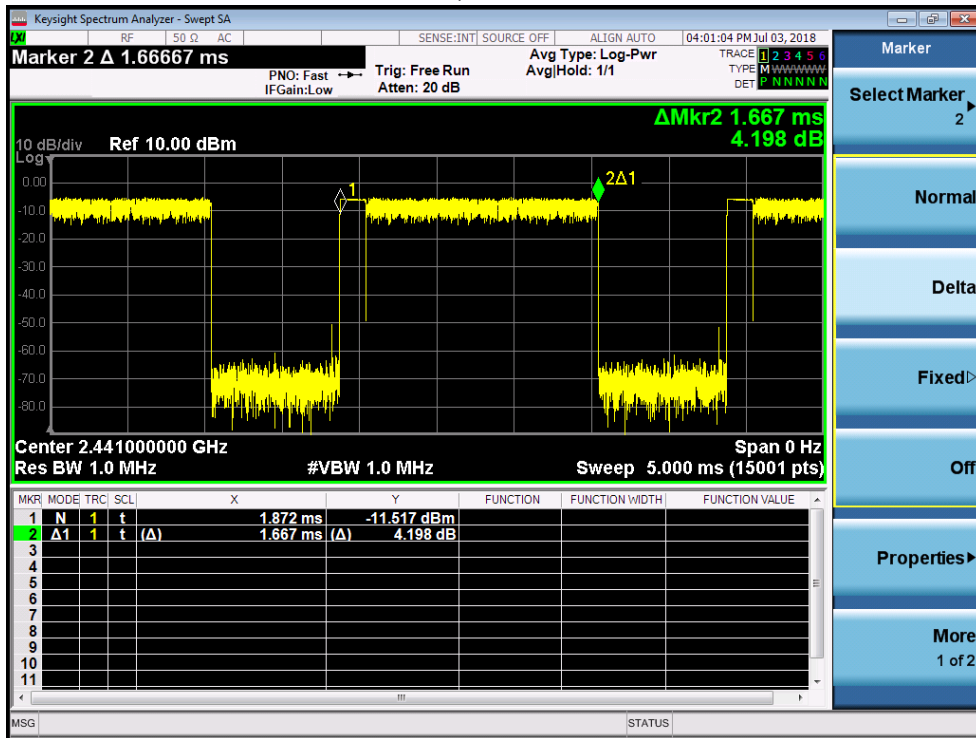 Keysight Spectrum Analyzer - Swept SA
LXI RF 50 Ω AC SENSE:INT SOURCE OFF ALIGN AUTO 04:01:04 PM Jul 03, 2018
Marker 2 Δ 1.66667 ms
PNO: Fast
IFGain:Low
Trig: Free Run
Atten: 20 dB
Avg Type: Log-Pwr
Avg|Hold: 1/1
TRACE 1 2 3 4 5 6
TYPE M W W W W W
DET P N N N N N
ΔMkr2 1.667 ms
4.198 dB
10 dB/div Ref 10.00 dBm
Log
0.00
-10.0
-20.0
-30.0
-40.0
-50.0
-60.0
-70.0
-80.0
1
2Δ1
Center 2.441000000 GHz Span 0 Hz
Res BW 1.0 MHz #VBW 1.0 MHz Sweep 5.000 ms (15001 pts)
MKR MODE TRC SCL X Y FUNCTION FUNCTION WIDTH FUNCTION VALUE
1 N 1 t 1.872 ms -11.517 dBm
2 Δ1 1 t (Δ) 1.667 ms (Δ) 4.198 dB
3
4
5
6
7
8
9
10
11
MSG STATUS
Marker
Select Marker
2
Normal
Delta
Fixed
Off
Properties
More
1 of 2